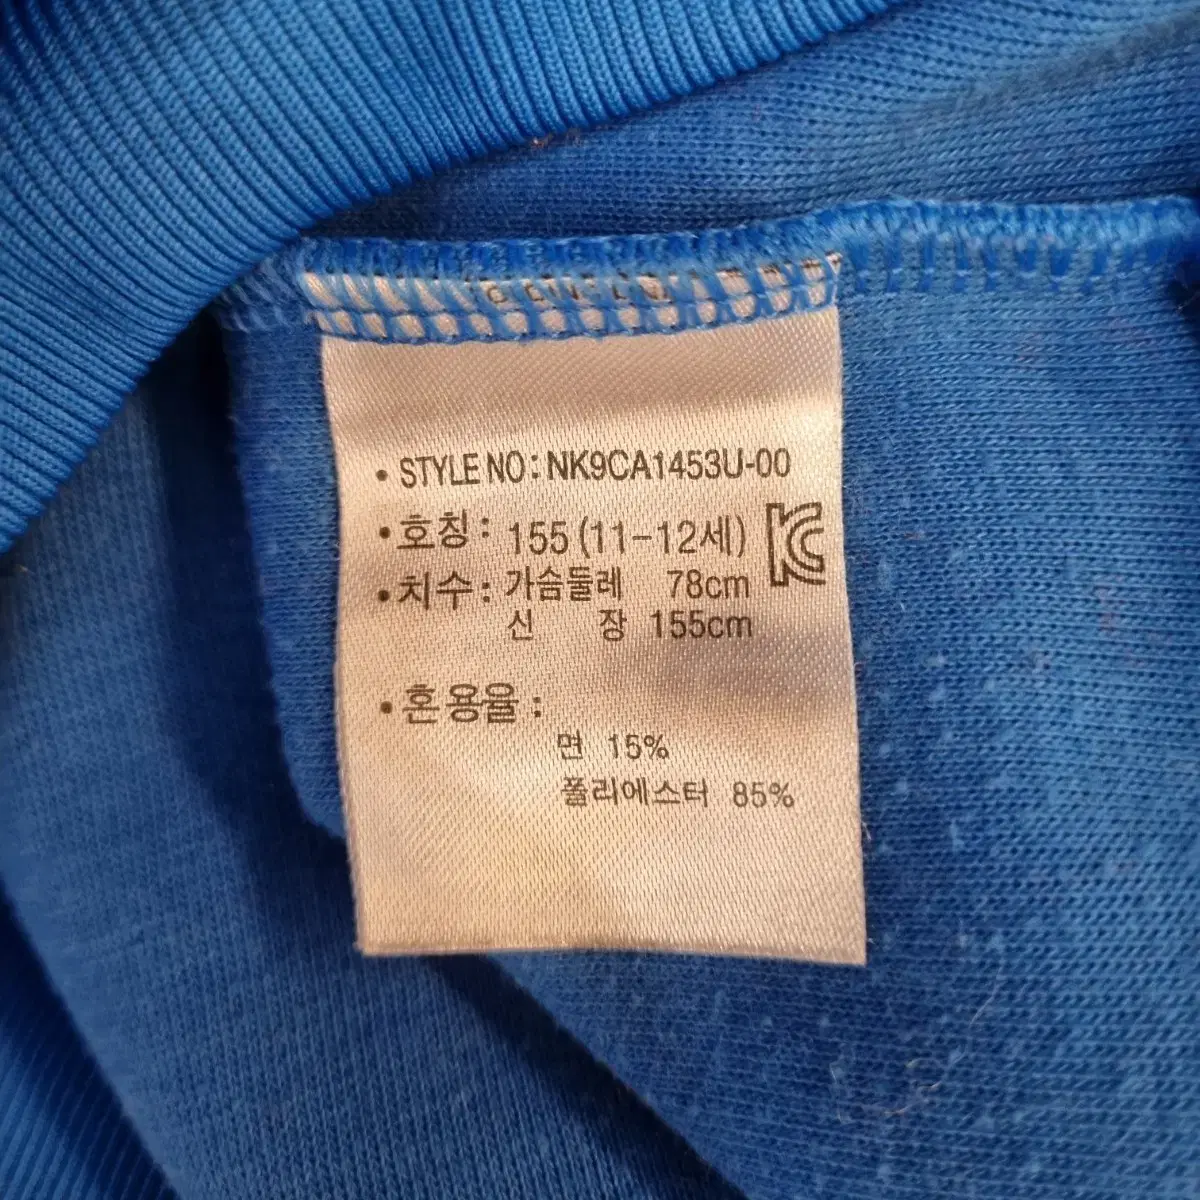 • STYLE NO : NK9CA1453U-00
• 호칭 : 155 (11-12세)
• 치수 : 가슴둘레 78cm
신 장 155cm
KC
• 혼용율 :
면 15%
폴리에스터 85%